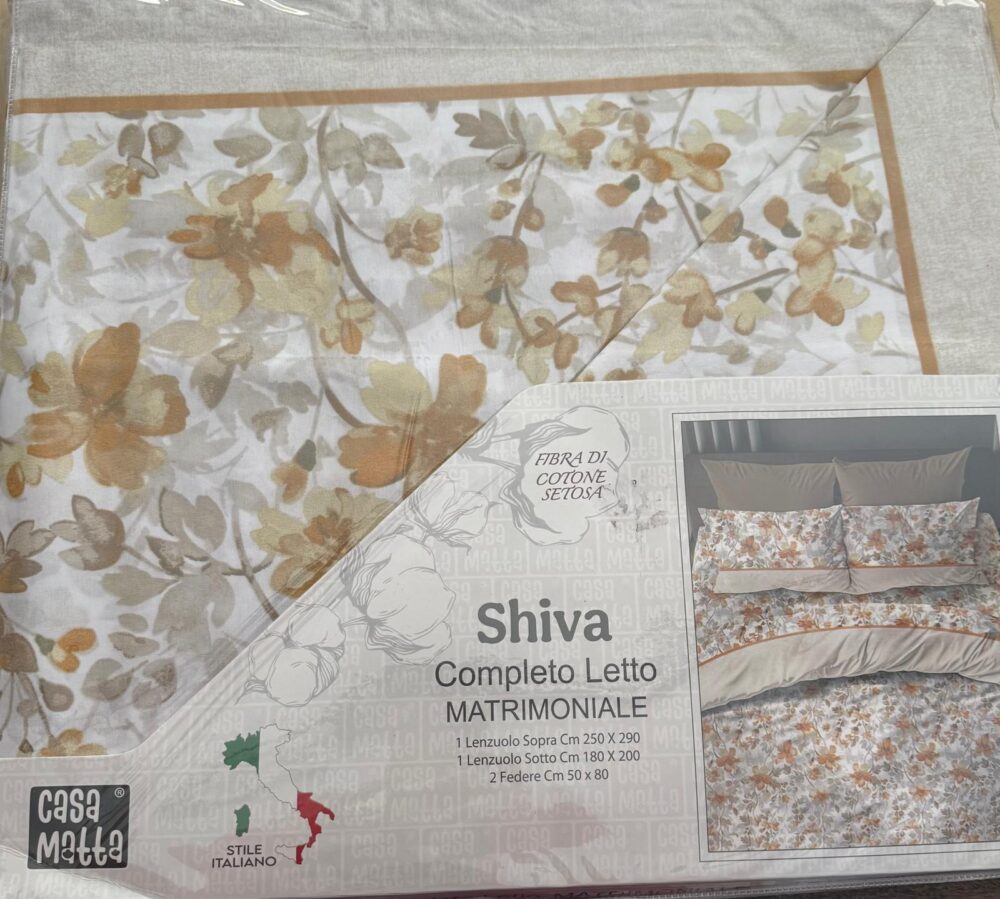 FIBRA DI
COTONE
SETOSA
Shiva
Completo Letto
MATRIMONIALE
1 Lenzuolo Sopra Cm 250 X 290
1 Lenzuolo Sotto Cm 180 X 200
2 Federe Cm 50 x 80
CASA ®
MATTA
STILE
ITALIANO